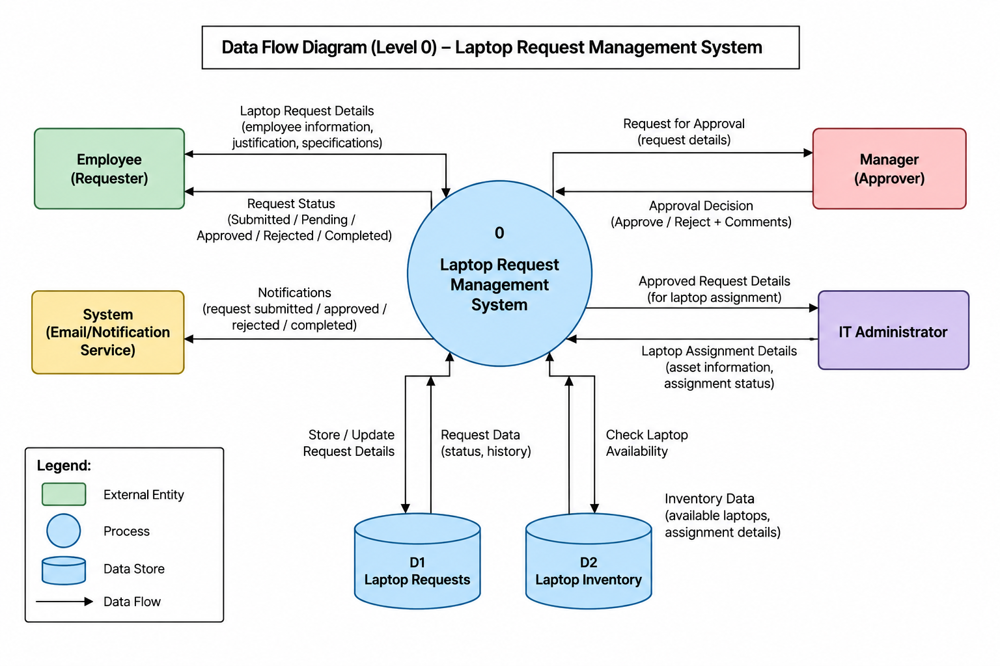 Data Flow Diagram (Level 0) – Laptop Request Management System
Laptop Request Details
(employee information,
justification, specifications)
Request for Approval
(request details)
Employee
(Requester)
Manager
(Approver)
Request Status
(Submitted / Pending /
Approved / Rejected / Completed)
Approval Decision
(Approve / Reject + Comments)
0
Laptop Request
Management
System
Notifications
(request submitted / approved /
rejected / completed)
Approved Request Details
(for laptop assignment)
System
(Email/Notification
Service)
IT Administrator
Laptop Assignment Details
(asset information,
assignment status)
Store / Update
Request Details
Request Data
(status, history)
Check Laptop
Availability
Inventory Data
(available laptops,
assignment details)
D1
Laptop Requests
D2
Laptop Inventory
Legend:
External Entity
Process
Data Store
Data Flow